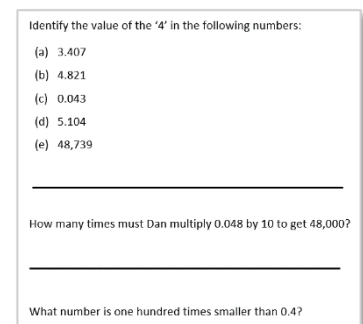 Identify the value of the ‘4’ in the following numbers:
(a) 3.407
(b) 4.821
(c) 0.043
(d) 5.104
(e) 48,739
How many times must Dan multiply 0.048 by 10 to get 48,000?
What number is one hundred times smaller than 0.4?